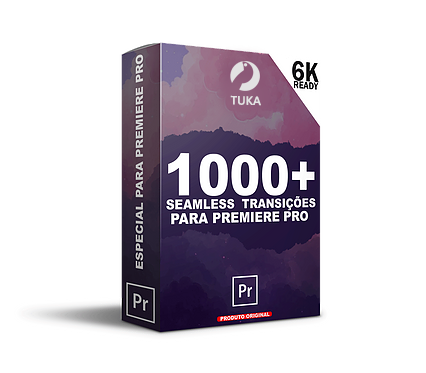 ESPECIAL PARA PREMIERE PRO
Pr
TUKA
6K
READY
1000+
SEAMLESS TRANSIÇÕES
PARA PREMIERE PRO
Pr
PRODUTO ORIGINAL